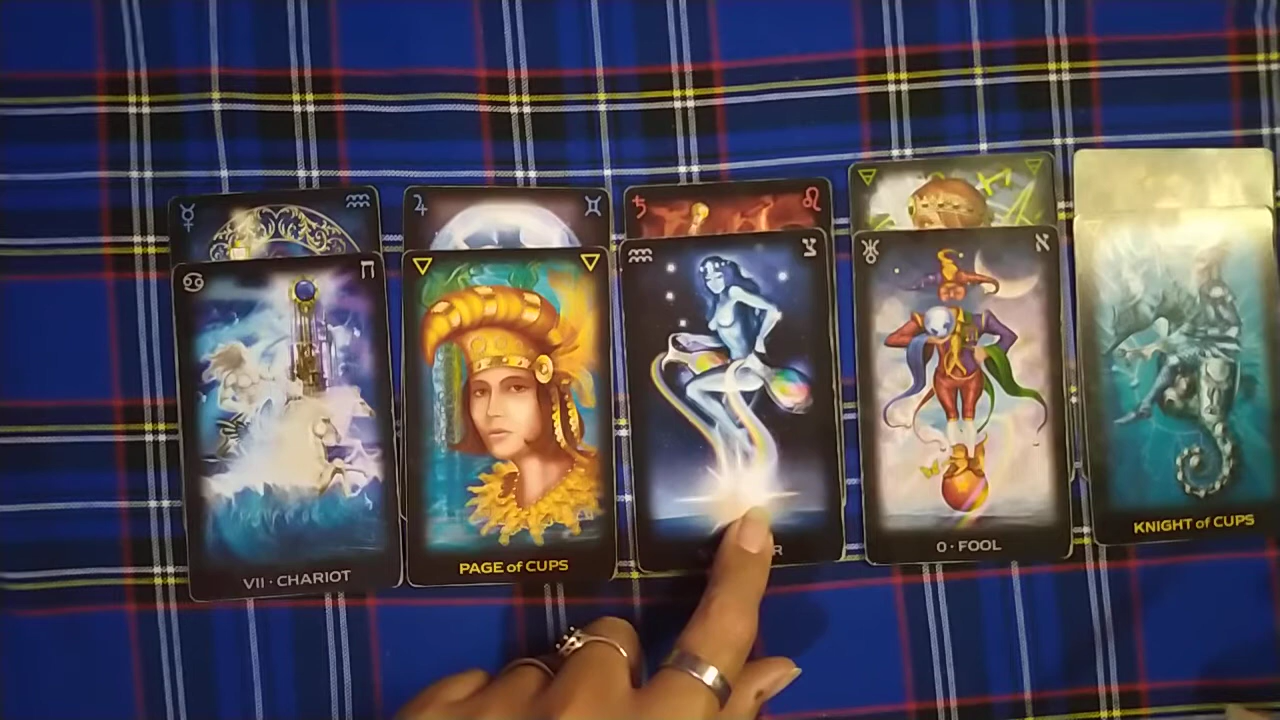 ח
VII · CHARIOT
PAGE of CUPS
צ
R
א
0 · FOOL
KNIGHT of CUPS